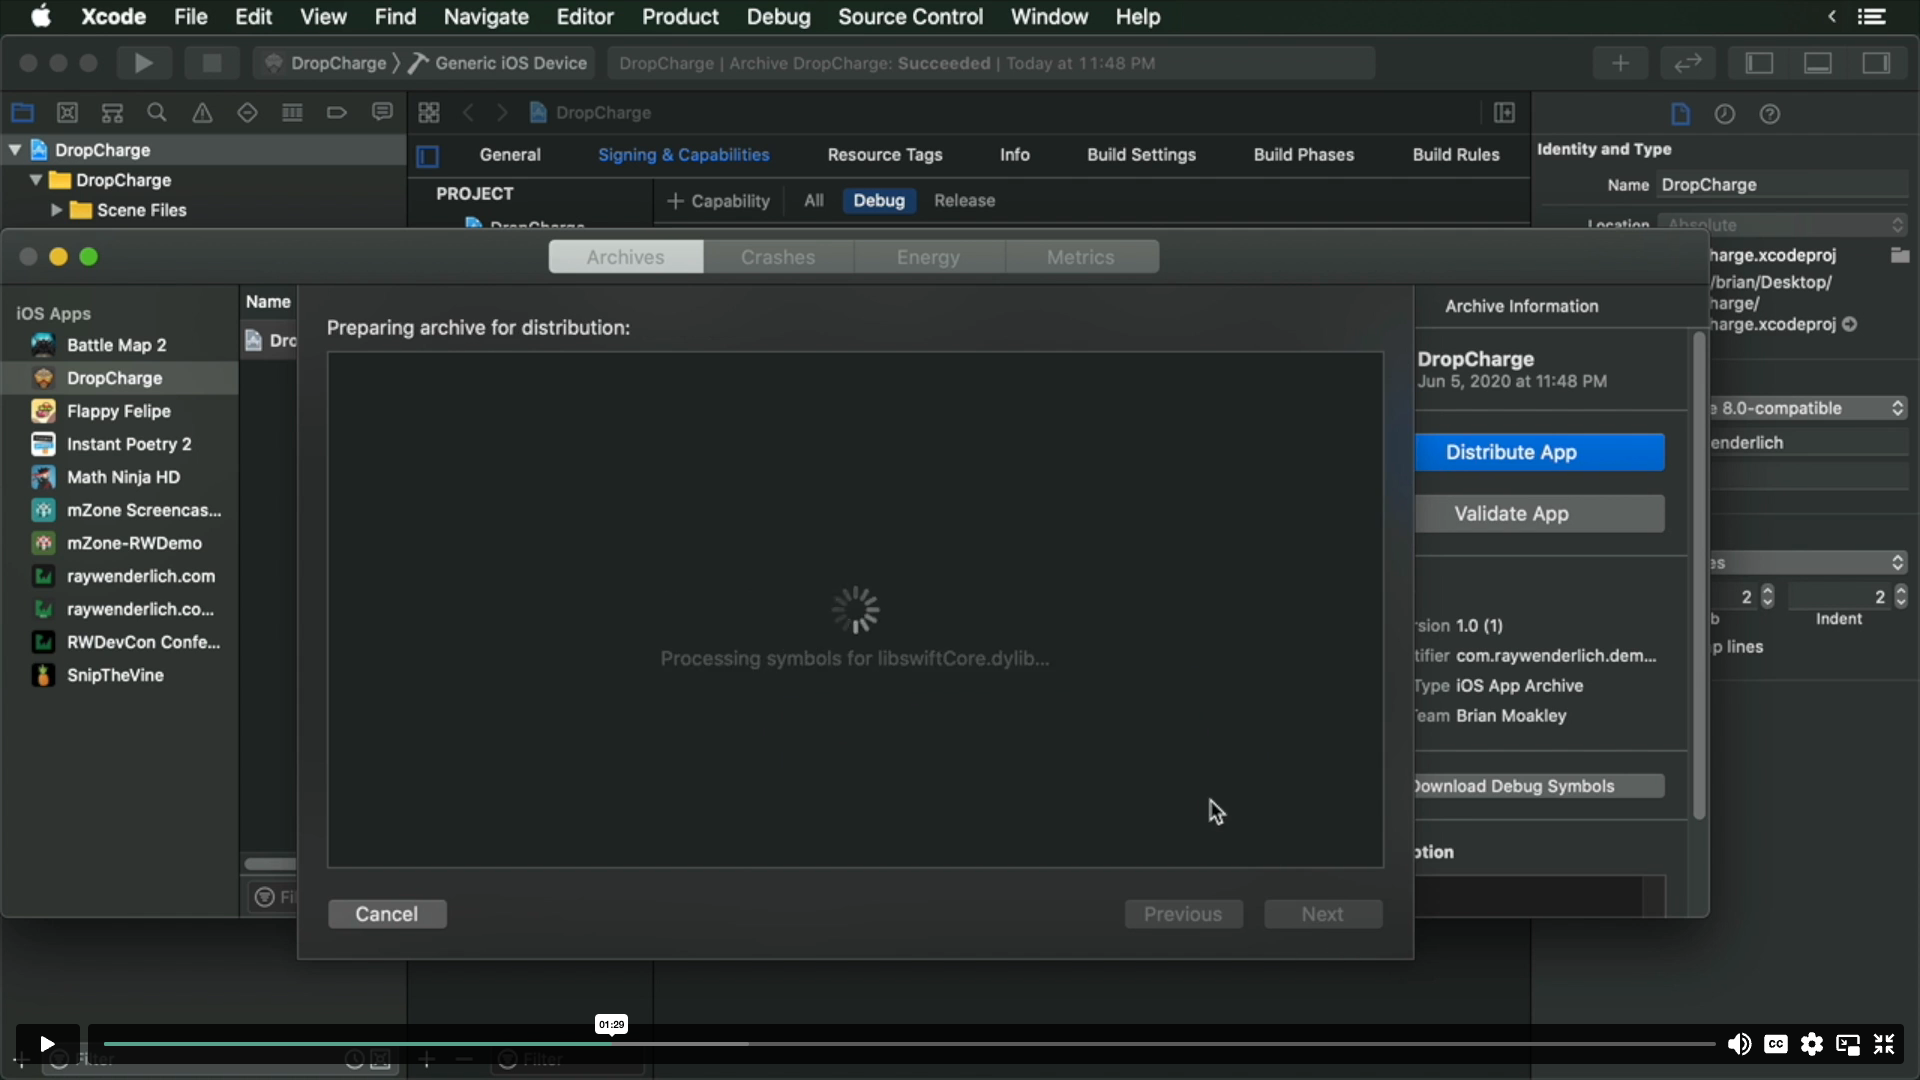 Xcode File Edit View Find Navigate Editor Product Debug Source Control Window Help
DropCharge Generic iOS Device DropCharge | Archive DropCharge: Succeeded | Today at 11:48 PM
DropCharge
DropCharge
DropCharge
Scene Files
General Signing & Capabilities Resource Tags Info Build Settings Build Phases Build Rules
PROJECT
+ Capability All Debug Release
DropCharge
Identity and Type
Name DropCharge
Location Absolute
harge.xcodeproj
/brian/Desktop/
harge/
harge.xcodeproj
e 8.0-compatible
enderlich
es
2 2
b Indent
p lines
Archives Crashes Energy Metrics
iOS Apps
Battle Map 2
DropCharge
Flappy Felipe
Instant Poetry 2
Math Ninja HD
mZone Screencas...
mZone-RWDemo
raywenderlich.com
raywenderlich.co...
RWDevCon Confe...
SnipTheVine
Name
Dro
Fil
Preparing archive for distribution:
Processing symbols for libswiftCore.dylib...
Cancel Previous Next
Archive Information
DropCharge
Jun 5, 2020 at 11:48 PM
Distribute App
Validate App
rsion 1.0 (1)
tifier com.raywenderlich.dem...
Type iOS App Archive
Team Brian Moakley
Download Debug Symbols
ption
01:29
CC
Filter
Filter